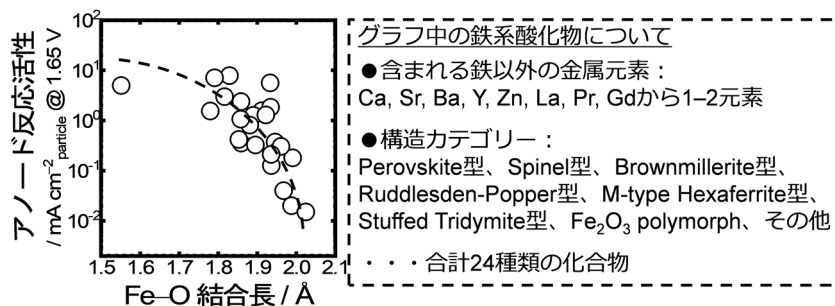 アノード反応活性
/ mA cm⁻²particle @ 1.65 V
10²
10¹
10⁰
10⁻¹
10⁻²
1.5 1.6 1.7 1.8 1.9 2.0 2.1
Fe–O 結合長 / Å
グラフ中の鉄系酸化物について
●含まれる鉄以外の金属元素：
Ca, Sr, Ba, Y, Zn, La, Pr, Gdから1–2元素
●構造カテゴリー：
Perovskite型、Spinel型、Brownmillerite型、
Ruddlesden-Popper型、M-type Hexaferrite型、
Stuffed Tridymite型、Fe₂O₃ polymorph、その他
・・・合計24種類の化合物